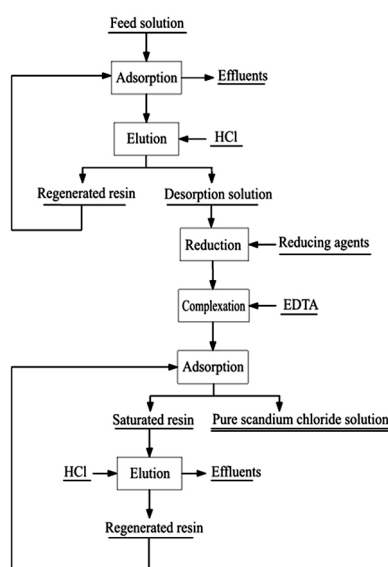 Feed solution
Adsorption
Effluents
Elution
HCl
Regenerated resin
Desorption solution
Reduction
Reducing agents
Complexation
EDTA
Adsorption
Saturated resin
Pure scandium chloride solution
HCl
Elution
Effluents
Regenerated resin